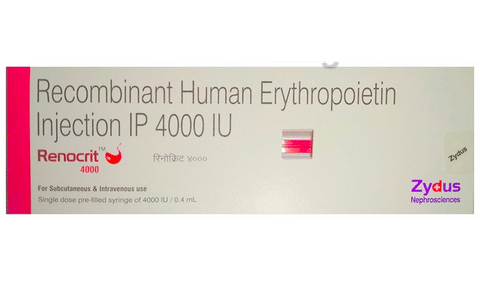 Recombinant Human Erythropoietin
Injection IP 4000 IU
Renocrit™
4000
रिनोक्रिट ४०००
For Subcutaneous & Intravenous use
Single dose pre-filled syringe of 4000 IU / 0.4 mL
Zydus
Zydus
Nephrosciences